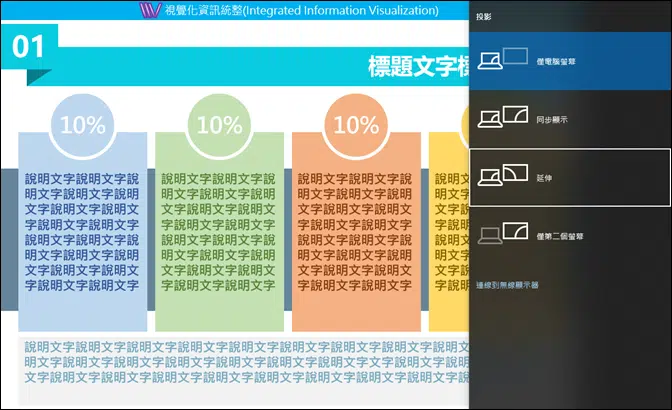 視覺化資訊統整(Integrated Information Visualization)
01
標題文字標
10%
說明文字說明文字說
明文字說明文字說明
文字說明文字說明文
字說明文字說明文字
說明文字說明文字說
明文字說明文字說明
文字說明文字說明文
字說明文字說明文字
10%
說明文字說明文字說
明文字說明文字說明
文字說明文字說明文
字說明文字說明文字
說明文字說明文字說
明文字說明文字說明
文字說明文字說明文
字說明文字說明文字
10%
說明文字說明文字說
明文字說明文字說明
文字說明文字說明文
字說明文字說明文字
說明文字說明文字說
明文字說明文字說明
文字說明文字說明文
字說明文字說明文字
說明文
明文字
文字說
字說明
說明文
明文字
文字說
字說明
說明文字說明文字說明文字說明文字說明文字說明文字說明文
明文字說明文字說明文字說明文字說明文字說明文字說明文字
文字說明文字說明文字說明文字說明文字說明文字說明文字說
投影
僅電腦螢幕
同步顯示
延伸
僅第二個螢幕
連線到無線顯示器